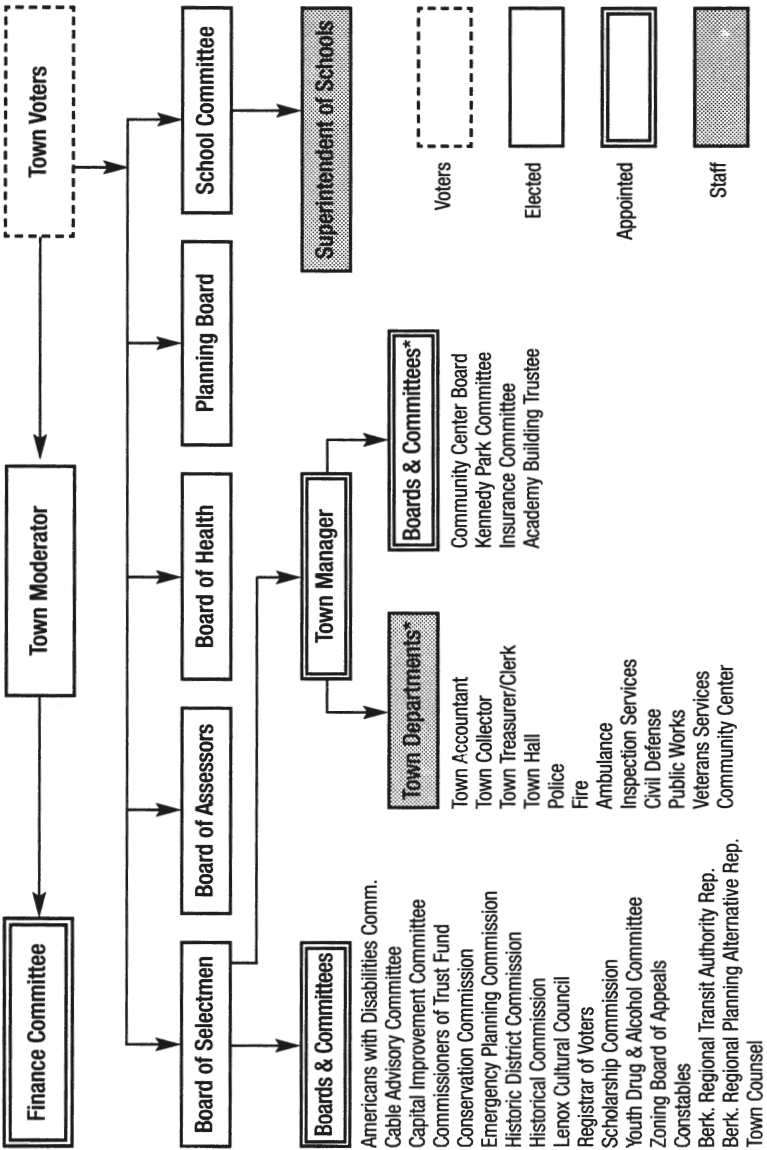 Finance Committee
Town Moderator
Town Voters
Board of Selectmen
Board of Assessors
Board of Health
Planning Board
School Committee
Boards & Committees
Americans with Disabilities Comm.
Cable Advisory Committee
Capital Improvement Committee
Commissioners of Trust Fund
Conservation Commission
Emergency Planning Commission
Historic District Commission
Historical Commission
Lenox Cultural Council
Registrar of Voters
Scholarship Commission
Youth Drug & Alcohol Committee
Zoning Board of Appeals
Constables
Berk. Regional Transit Authority Rep.
Berk. Regional Planning Alternative Rep.
Town Counsel
Town Manager
Superintendent of Schools
Town Departments*
Town Accountant
Town Collector
Town Treasurer/Clerk
Town Hall
Police
Fire
Ambulance
Inspection Services
Civil Defense
Public Works
Veterans Services
Community Center
Boards & Committees*
Community Center Board
Kennedy Park Committee
Insurance Committee
Academy Building Trustee
Voters
Elected
Appointed
Staff